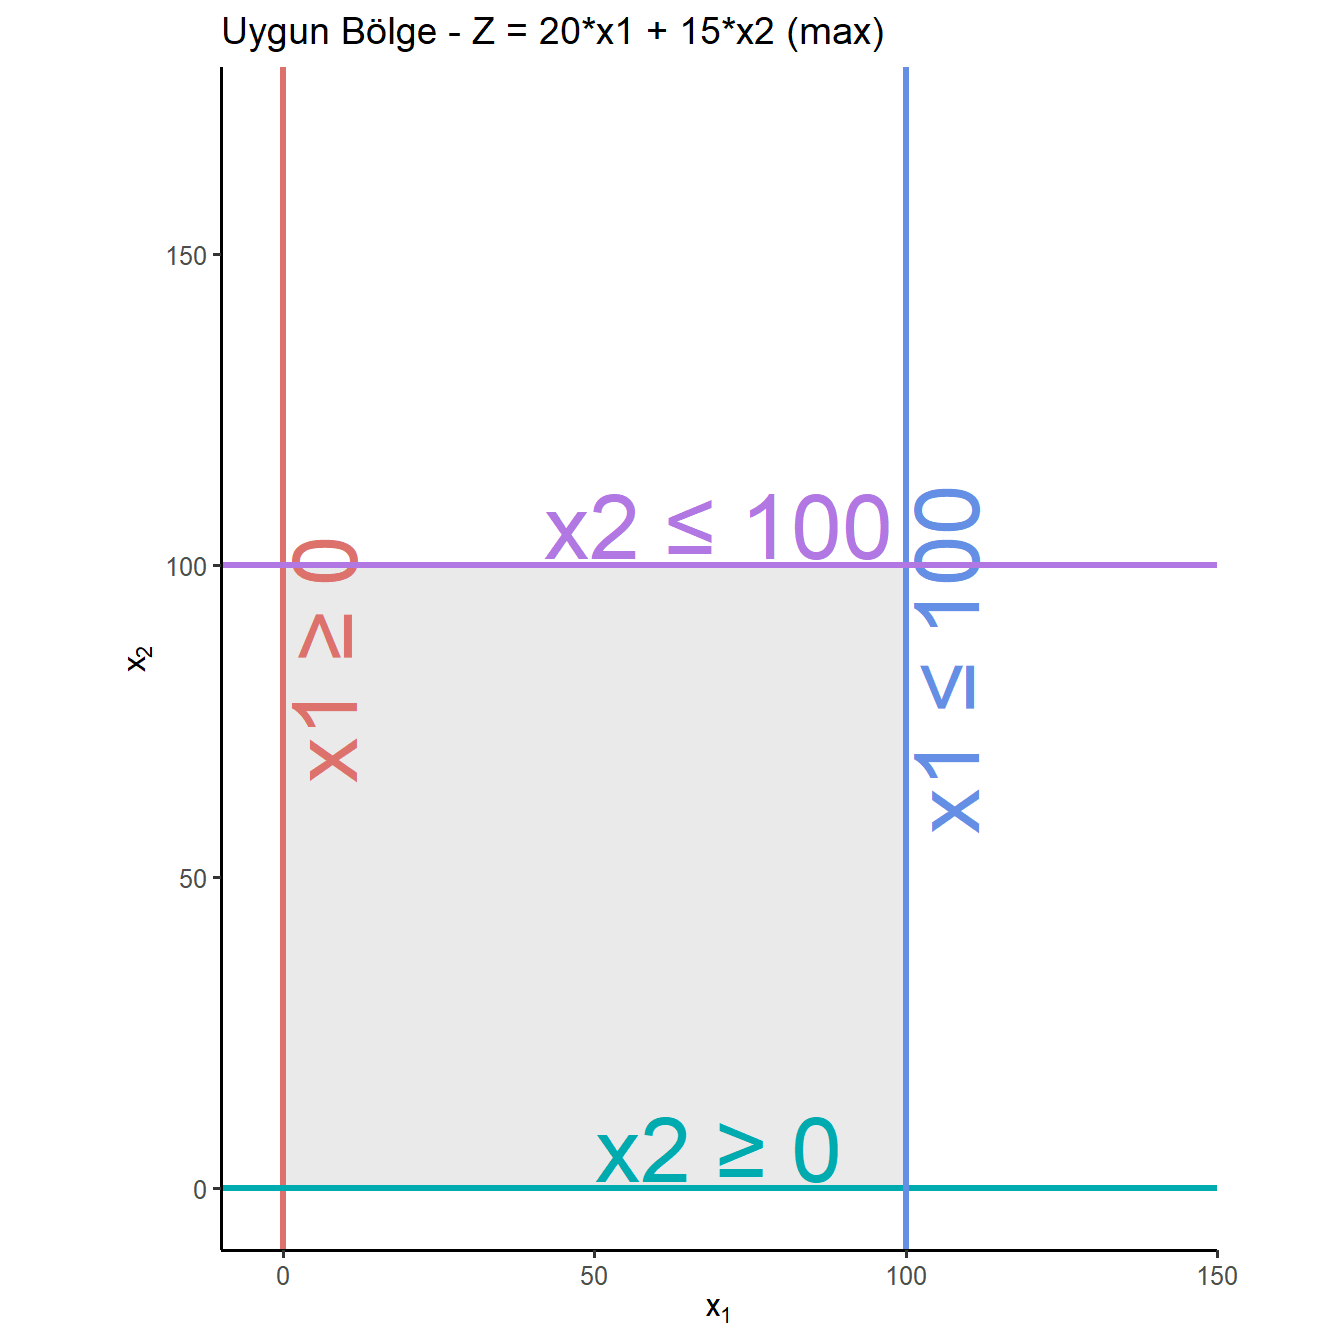 Uygun Bölge - Z = 20*x1 + 15*x2 (max)
150
x2 ≤ 100
x1 ≤ 100
x1 ≥ 0
100
x₂
50
x2 ≥ 0
0
0 50 100 150
x₁